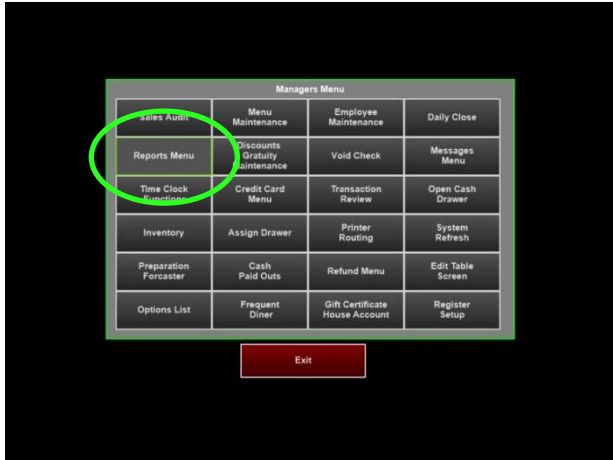 Managers Menu
Sales Audit
Menu
Maintenance
Employee
Maintenance
Daily Close
Reports Menu
Discounts
Gratuity
Maintenance
Void Check
Messages
Menu
Time Clock
Functions
Credit Card
Menu
Transaction
Review
Open Cash
Drawer
Inventory
Assign Drawer
Printer
Routing
System
Refresh
Preparation
Forcaster
Cash
Paid Outs
Refund Menu
Edit Table
Screen
Options List
Frequent
Diner
Gift Certificate
House Account
Register
Setup
Exit